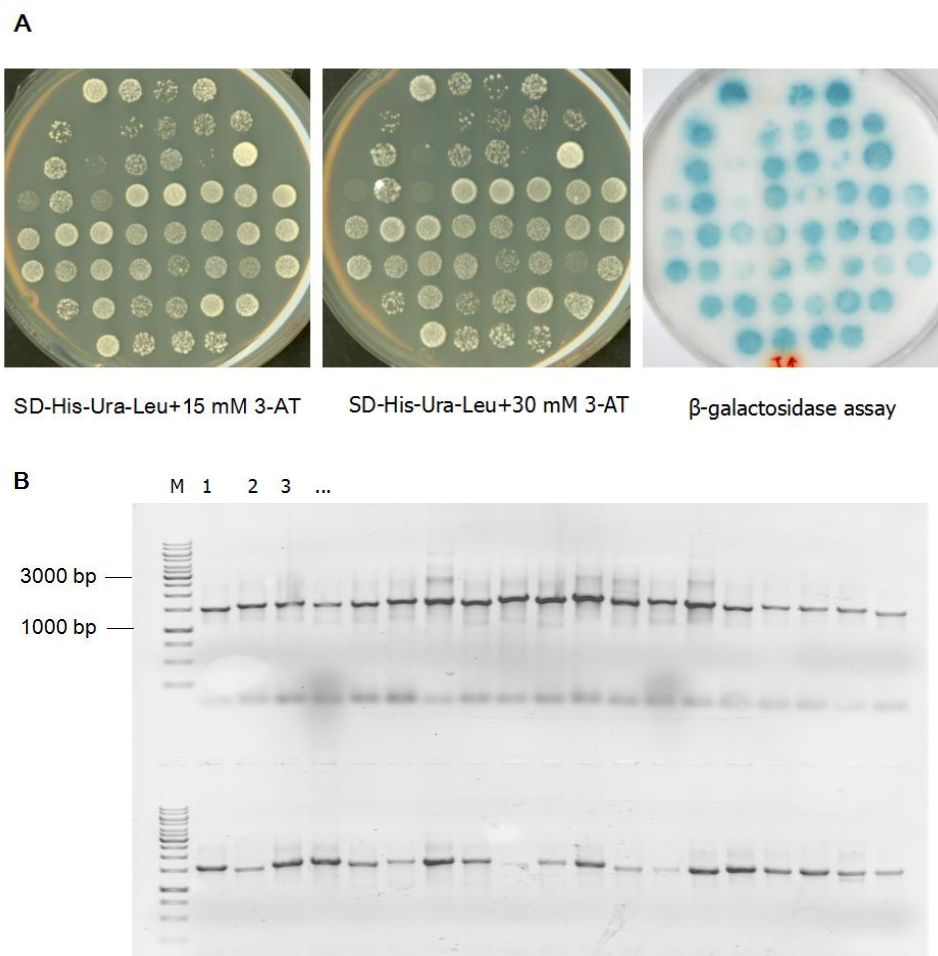 A
SD-His-Ura-Leu+15 mM 3-AT
SD-His-Ura-Leu+30 mM 3-AT
β-galactosidase assay
B
M 1 2 3 ...
3000 bp
1000 bp